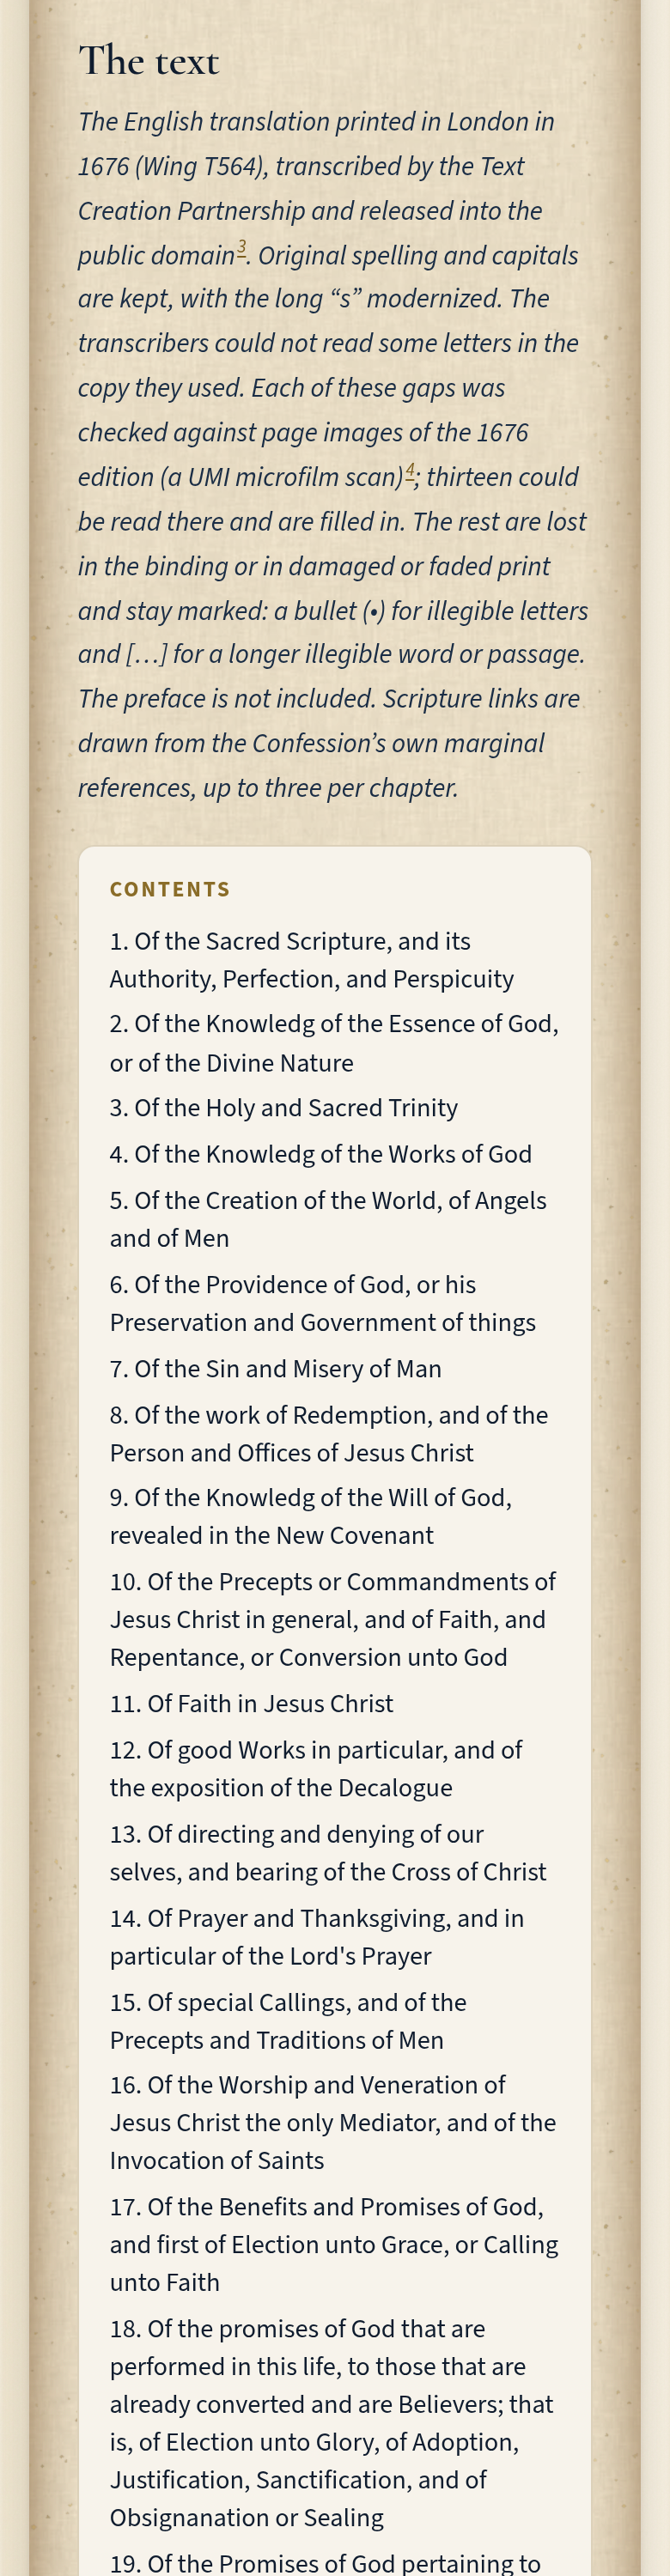 The text
The English translation printed in London in
1676 (Wing T564), transcribed by the Text
Creation Partnership and released into the
public domain3. Original spelling and capitals
are kept, with the long “s” modernized. The
transcribers could not read some letters in the
copy they used. Each of these gaps was
checked against page images of the 1676
edition (a UMI microfilm scan)4; thirteen could
be read there and are filled in. The rest are lost
in the binding or in damaged or faded print
and stay marked: a bullet (•) for illegible letters
and […] for a longer illegible word or passage.
The preface is not included. Scripture links are
drawn from the Confession’s own marginal
references, up to three per chapter.
CONTENTS
1. Of the Sacred Scripture, and its
Authority, Perfection, and Perspicuity
2. Of the Knowledg of the Essence of God,
or of the Divine Nature
3. Of the Holy and Sacred Trinity
4. Of the Knowledg of the Works of God
5. Of the Creation of the World, of Angels
and of Men
6. Of the Providence of God, or his
Preservation and Government of things
7. Of the Sin and Misery of Man
8. Of the work of Redemption, and of the
Person and Offices of Jesus Christ
9. Of the Knowledg of the Will of God,
revealed in the New Covenant
10. Of the Precepts or Commandments of
Jesus Christ in general, and of Faith, and
Repentance, or Conversion unto God
11. Of Faith in Jesus Christ
12. Of good Works in particular, and of
the exposition of the Decalogue
13. Of directing and denying of our
selves, and bearing of the Cross of Christ
14. Of Prayer and Thanksgiving, and in
particular of the Lord's Prayer
15. Of special Callings, and of the
Precepts and Traditions of Men
16. Of the Worship and Veneration of
Jesus Christ the only Mediator, and of the
Invocation of Saints
17. Of the Benefits and Promises of God,
and first of Election unto Grace, or Calling
unto Faith
18. Of the promises of God that are
performed in this life, to those that are
already converted and are Believers; that
is, of Election unto Glory, of Adoption,
Justification, Sanctification, and of
Obsignanation or Sealing
19. Of the Promises of God pertaining to